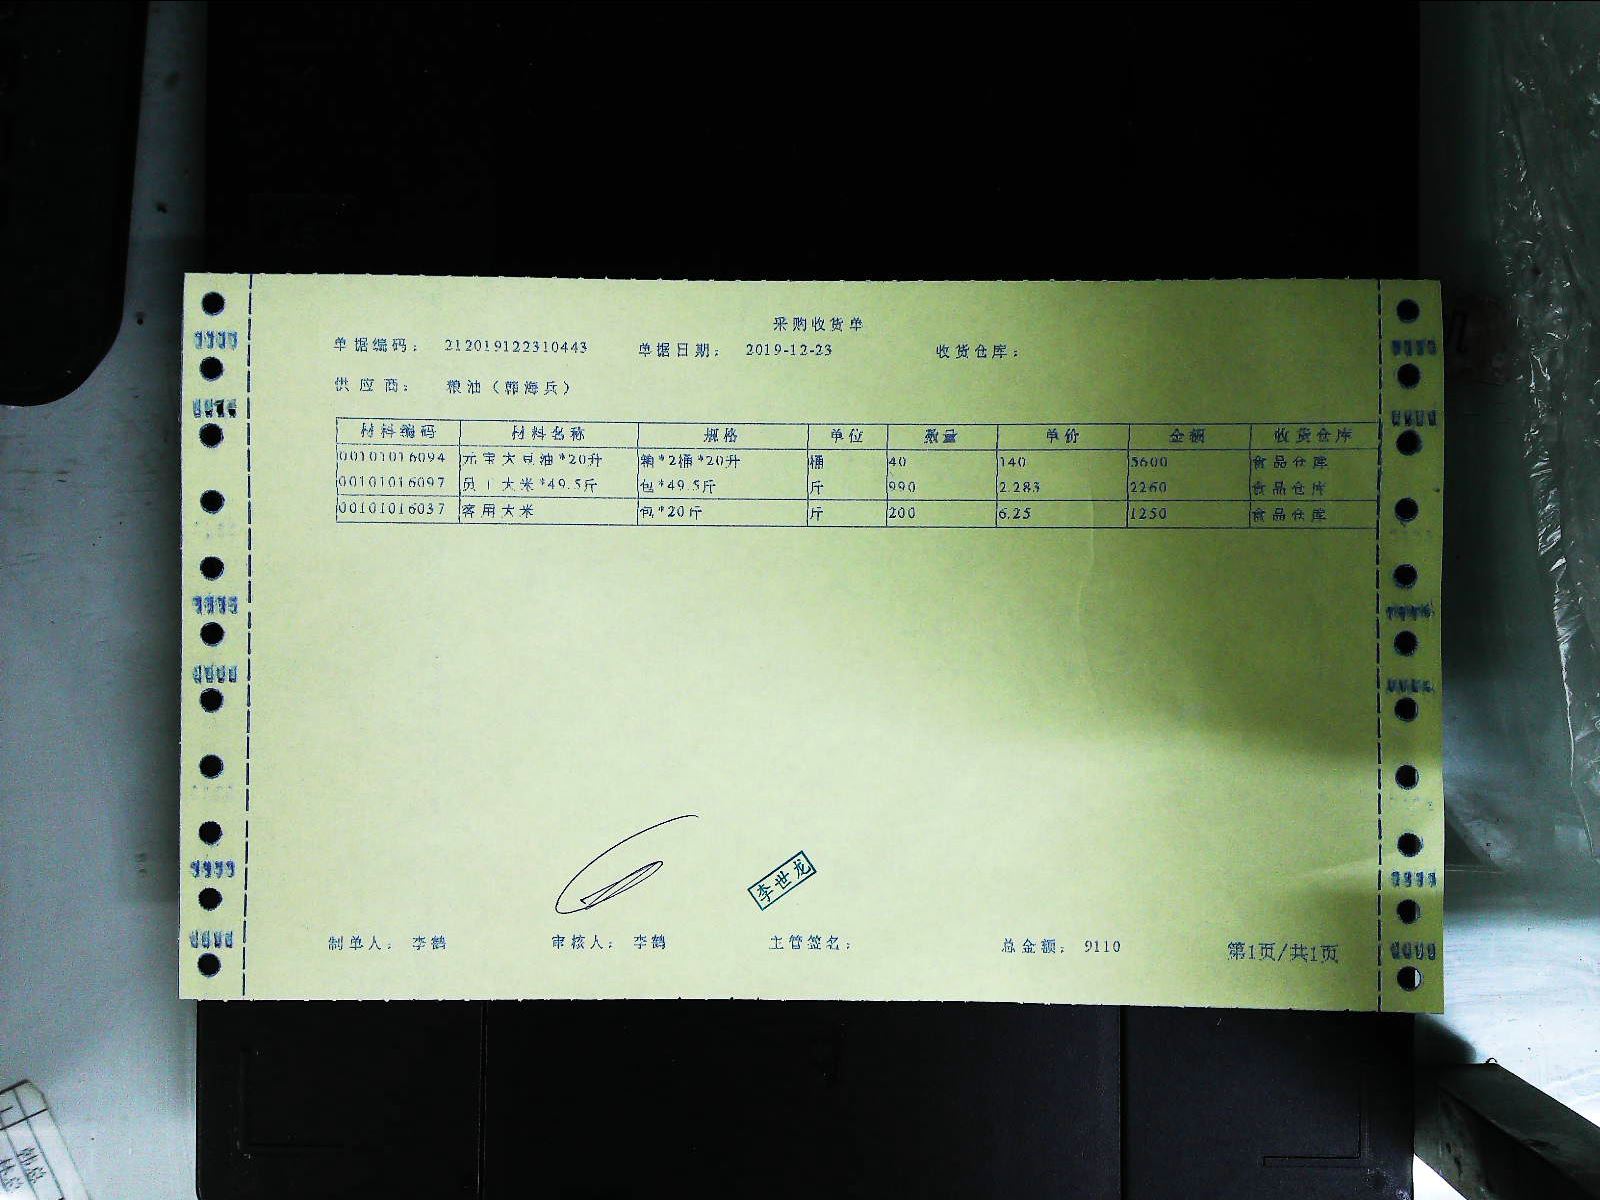 采购收货单
单据编码： 212019122310443 单据日期： 2019-12-23 收货仓库：
供应商： 粮油（韩海兵）
材料编码 材料名称 规格 单位 数量 单价 金额 收货仓库
00101016094 元宝大豆油*20升 箱*2桶*20升 桶 40 140 5600 食品仓库
00101016097 员工大米*49.5斤 包*49.5斤 斤 990 2.283 2260 食品仓库
00101016037 客用大米 包*20斤 斤 200 6.25 1250 食品仓库
李世龙
制单人： 李鹤 审核人： 李鹤 主管签名： 总金额： 9110 第1页/共1页